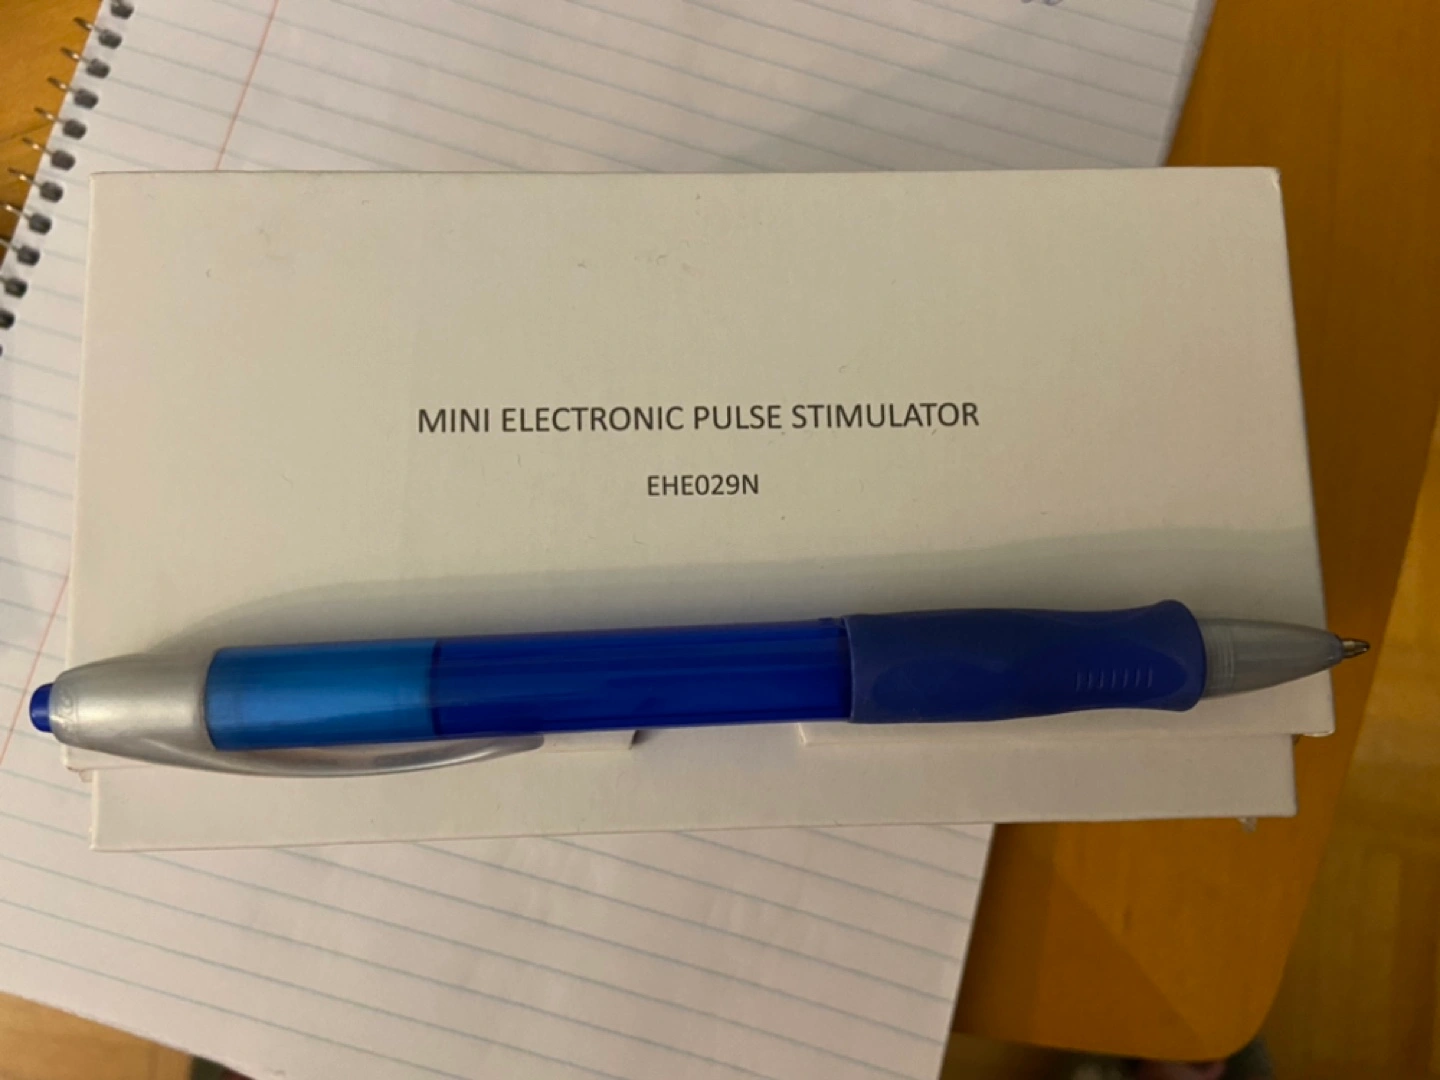 MINI ELECTRONIC PULSE STIMULATOR
EHE029N